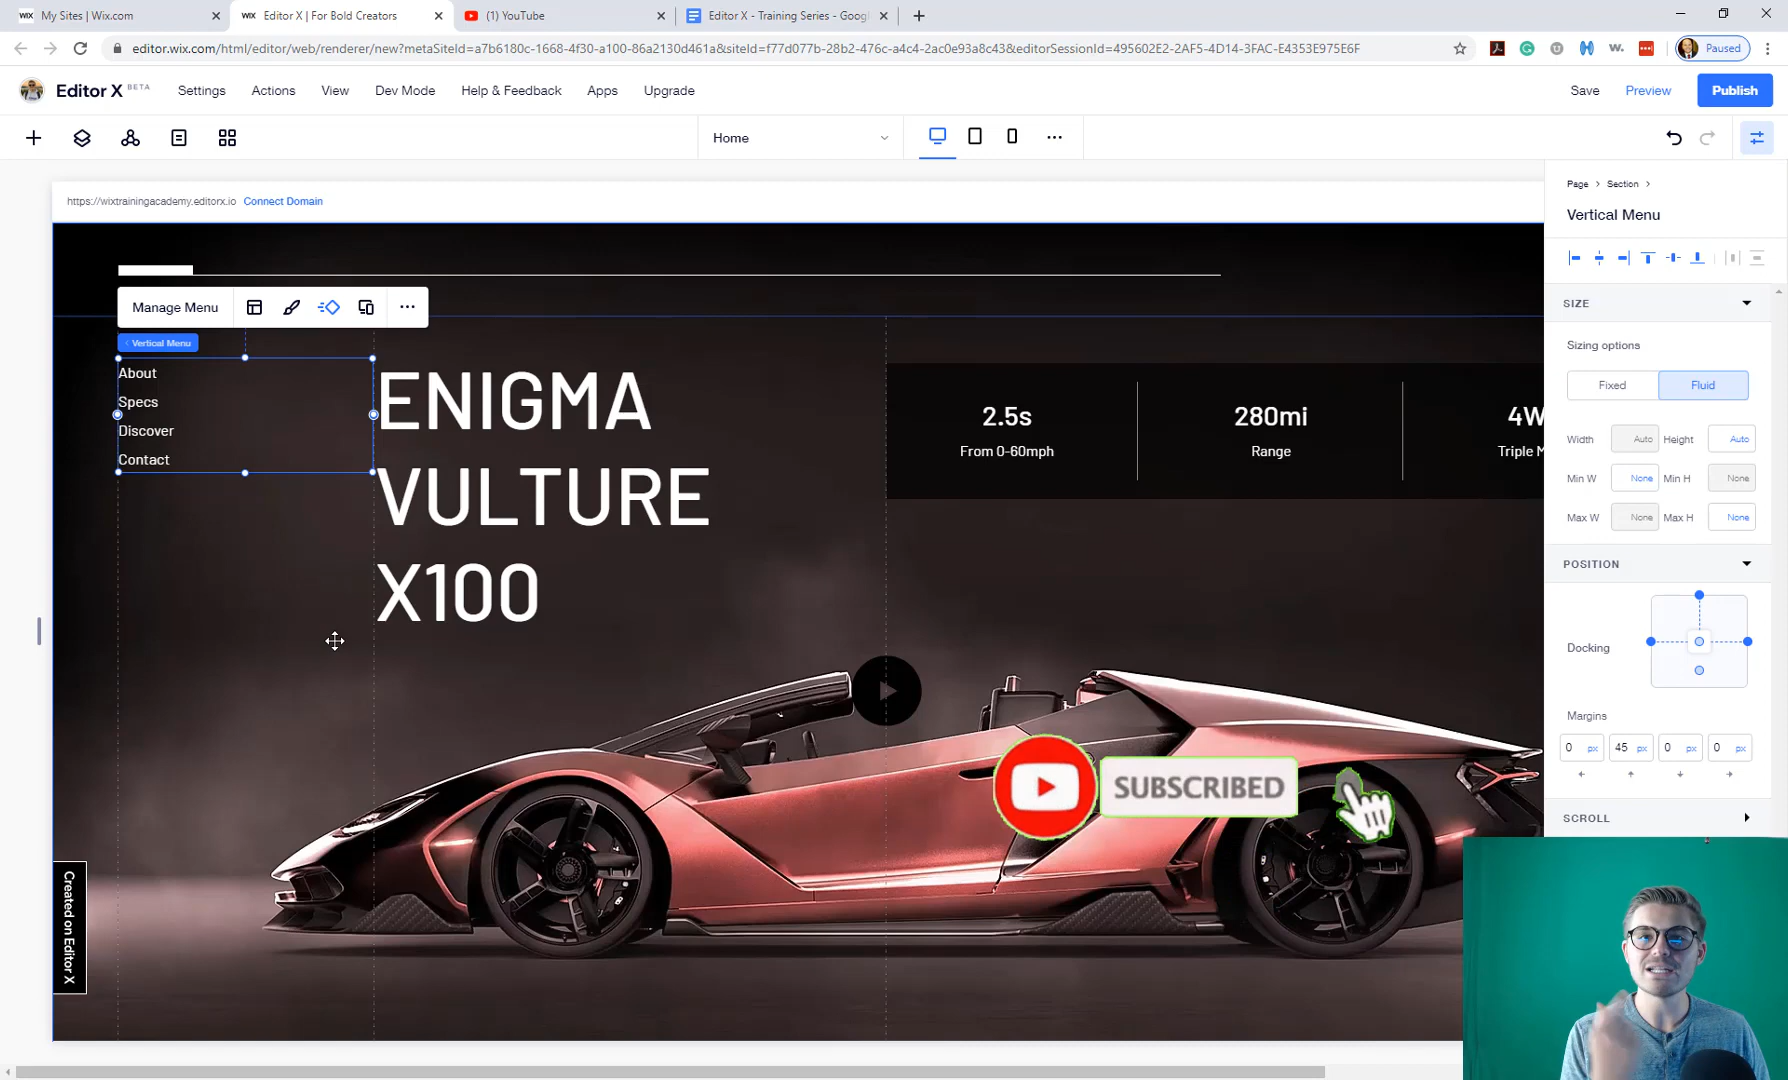 WIX My Sites | Wix.com
WIX Editor X | For Bold Creators
(1) YouTube
Editor X - Training Series - Googl
editor.wix.com/html/editor/web/renderer/new?metaSiteId=a7b6180c-1668-4f30-a100-86a2130d461a&siteId=f77d077b-28b2-476c-a4c4-2ac0e93a8c43&editorSessionId=495602E2-2AF5-4D14-3FAC-E4353E975E6F
Paused
Editor X BETA
Settings
Actions
View
Dev Mode
Help & Feedback
Apps
Upgrade
Save
Preview
Publish
Home
https://wixtrainingacademy.editorx.io Connect Domain
Page > Section >
Vertical Menu
Manage Menu
Vertical Menu
About
Specs
Discover
Contact
ENIGMA
VULTURE
X100
2.5s
From 0-60mph
280mi
Range
4W
Triple M
SIZE
Sizing options
Fixed
Fluid
Width Auto Height Auto
Min W None Min H None
Max W None Max H None
POSITION
Docking
Margins
0 px 45 px 0 px 0 px
SCROLL
SUBSCRIBED
Created on Editor X